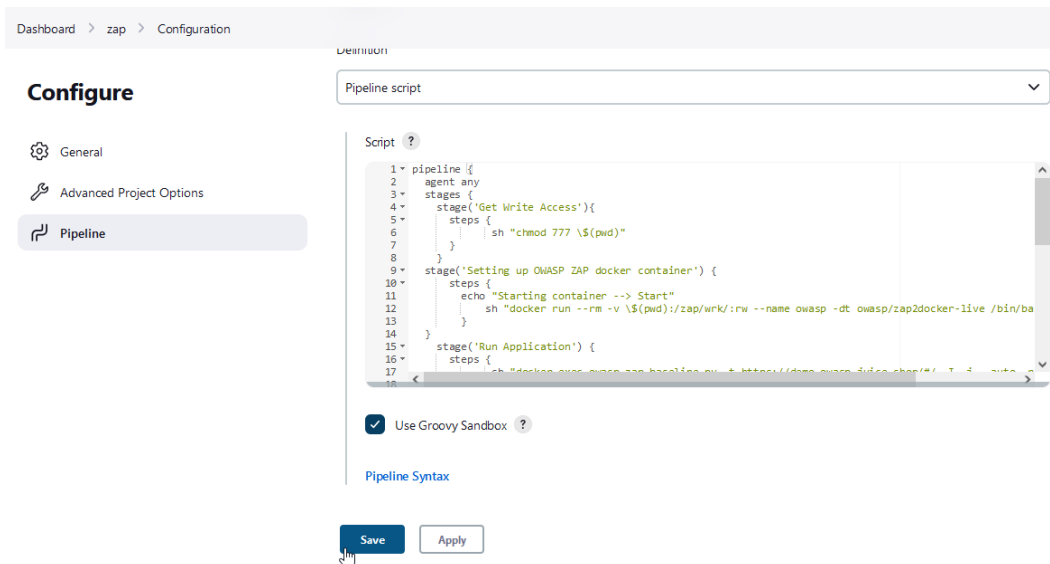 Dashboard > zap > Configuration
Definition
Configure
Pipeline script
General
Advanced Project Options
Pipeline
Script ?
1 pipeline {
2 agent any
3 stages {
4 stage('Get Write Access'){
5 steps {
6 sh "chmod 777 \$(pwd)"
7 }
8 }
9 stage('Setting up OWASP ZAP docker container') {
10 steps {
11 echo "Starting container --> Start"
12 sh "docker run --rm -v \$(pwd):/zap/wrk/:rw --name owasp -dt owasp/zap2docker-live /bin/ba
13 }
14 }
15 stage('Run Application') {
16 steps {
17 sh "docker exec owasp zap-baseline.py -t https://demo.owasp-juice.shop/#/ -I -j --auto
18
Use Groovy Sandbox ?
Pipeline Syntax
Save
Apply